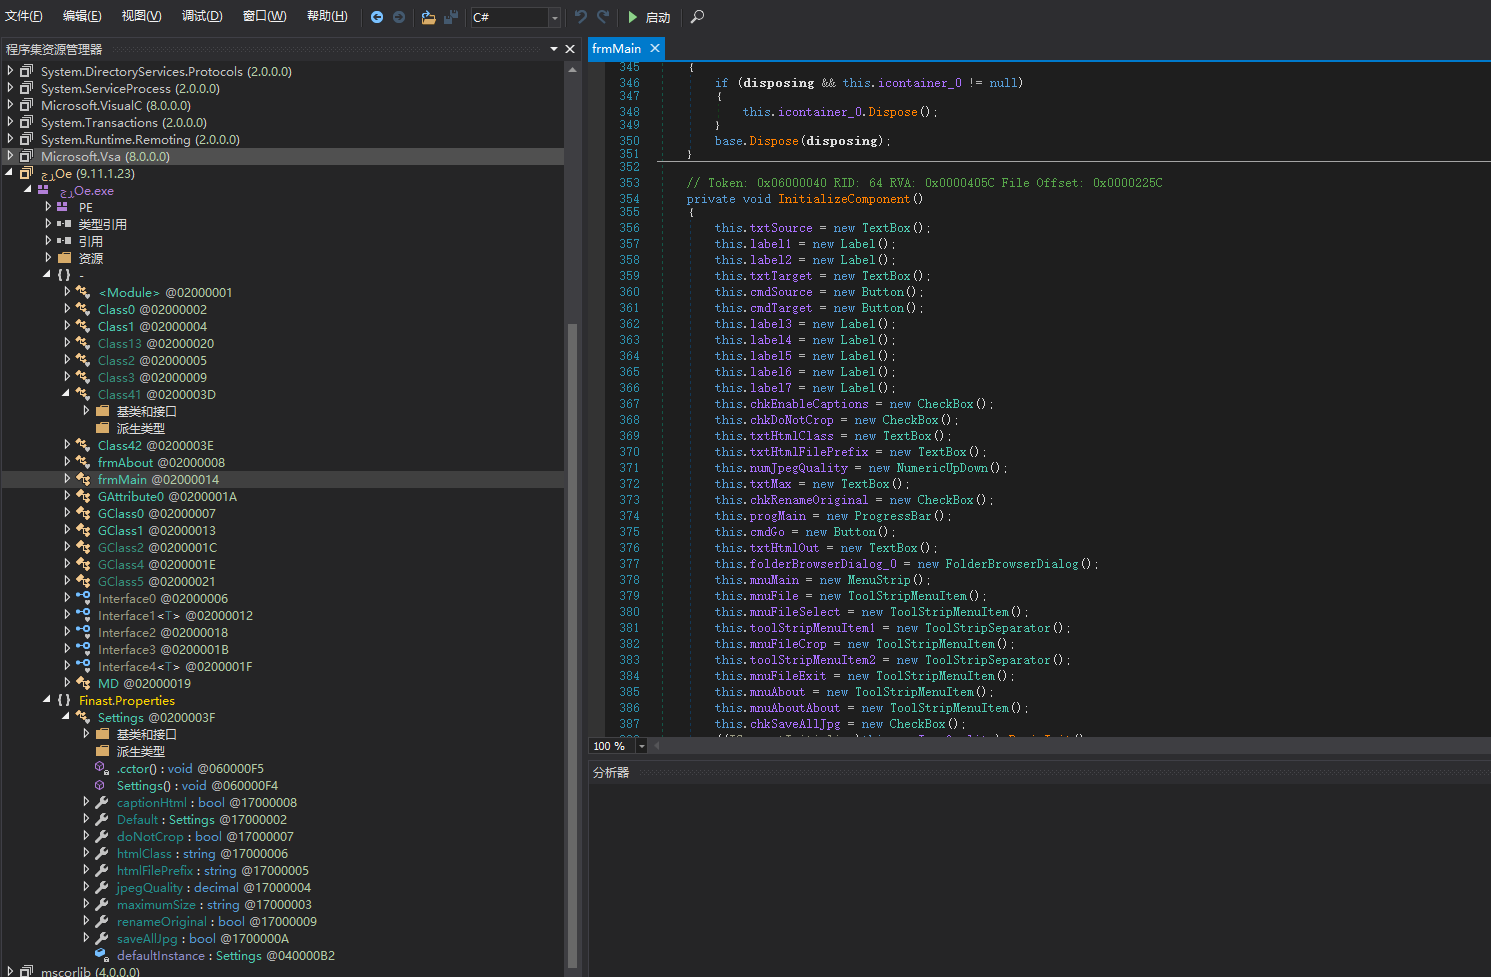 文件(F) 编辑(E) 视图(V) 调试(D) 窗口(W) 帮助(H) C# 启动
程序集资源管理器
System.DirectoryServices.Protocols (2.0.0.0)
System.ServiceProcess (2.0.0.0)
Microsoft.VisualC (8.0.0.0)
System.Transactions (2.0.0.0)
System.Runtime.Remoting (2.0.0.0)
Microsoft.Vsa (8.0.0.0)
Oe (9.11.1.23)
Oe.exe
PE
类型引用
引用
资源
{ } -
<Module> @02000001
Class0 @02000002
Class1 @02000004
Class13 @02000020
Class2 @02000005
Class3 @02000009
Class41 @0200003D
基类和接口
派生类型
Class42 @0200003E
frmAbout @02000008
frmMain @02000014
GAttribute0 @0200001A
GClass0 @02000007
GClass1 @02000013
GClass2 @0200001C
GClass4 @0200001E
GClass5 @02000021
Interface0 @02000006
Interface1<T> @02000012
Interface2 @02000018
Interface3 @0200001B
Interface4<T> @0200001F
MD @02000019
{ } Finast.Properties
Settings @0200003F
基类和接口
派生类型
.cctor() : void @060000F5
Settings() : void @060000F4
captionHtml : bool @17000008
Default : Settings @17000002
doNotCrop : bool @17000007
htmlClass : string @17000006
htmlFilePrefix : string @17000005
jpegQuality : decimal @17000004
maximumSize : string @17000003
renameOriginal : bool @17000009
saveAllJpg : bool @1700000A
defaultInstance : Settings @040000B2
mscorlib (4.0.0.0)
frmMain
345 {
346 if (disposing && this.icontainer_0 != null)
347 {
348 this.icontainer_0.Dispose();
349 }
350 base.Dispose(disposing);
351 }
352
353 // Token: 0x06000040 RID: 64 RVA: 0x0000405C File Offset: 0x0000225C
354 private void InitializeComponent()
355 {
356 this.txtSource = new TextBox();
357 this.label1 = new Label();
358 this.label2 = new Label();
359 this.txtTarget = new TextBox();
360 this.cmdSource = new Button();
361 this.cmdTarget = new Button();
362 this.label3 = new Label();
363 this.label4 = new Label();
364 this.label5 = new Label();
365 this.label6 = new Label();
366 this.label7 = new Label();
367 this.chkEnableCaptions = new CheckBox();
368 this.chkDoNotCrop = new CheckBox();
369 this.txtHtmlClass = new TextBox();
370 this.txtHtmlFilePrefix = new TextBox();
371 this.numJpegQuality = new NumericUpDown();
372 this.txtMax = new TextBox();
373 this.chkRenameOriginal = new CheckBox();
374 this.progMain = new ProgressBar();
375 this.cmdGo = new Button();
376 this.txtHtmlOut = new TextBox();
377 this.folderBrowserDialog_0 = new FolderBrowserDialog();
378 this.mnuMain = new MenuStrip();
379 this.mnuFile = new ToolStripMenuItem();
380 this.mnuFileSelect = new ToolStripMenuItem();
381 this.toolStripMenuItem1 = new ToolStripSeparator();
382 this.mnuFileCrop = new ToolStripMenuItem();
383 this.toolStripMenuItem2 = new ToolStripSeparator();
384 this.mnuFileExit = new ToolStripMenuItem();
385 this.mnuAbout = new ToolStripMenuItem();
386 this.mnuAboutAbout = new ToolStripMenuItem();
387 this.chkSaveAllJpg = new CheckBox();
100 %
分析器